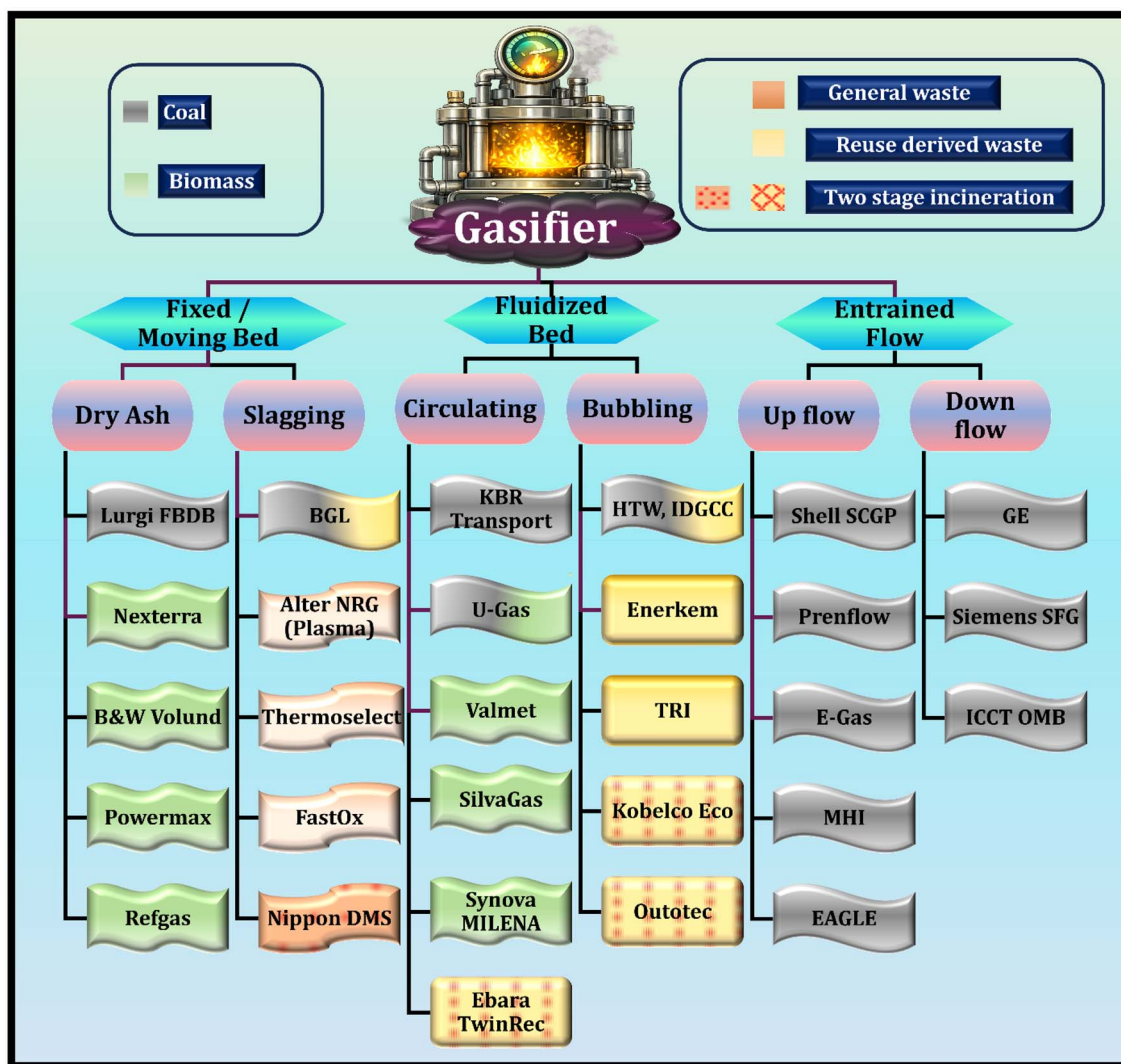 Coal
Biomass
General waste
Reuse derived waste
Two stage incineration
Gasifier
Fixed /
Moving Bed
Fluidized
Bed
Entrained
Flow
Dry Ash
Slagging
Circulating
Bubbling
Up flow
Down
flow
Lurgi FBDB
Nexterra
B&W Volund
Powermax
Refgas
BGL
Alter NRG
(Plasma)
Thermoselect
FastOx
Nippon DMS
KBR
Transport
U-Gas
Valmet
SilvaGas
Synova
MILENA
Ebara
TwinRec
HTW, IDGCC
Enerkem
TRI
Kobelco Eco
Outotec
Shell SCGP
Prenflow
E-Gas
MHI
EAGLE
GE
Siemens SFG
ICCT OMB